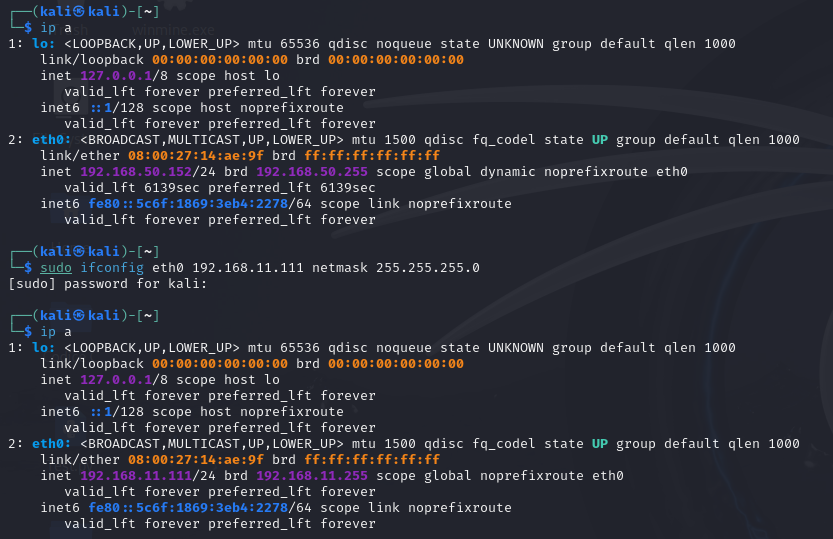 ┌──(kali㉿kali)-[~]
└─$ ip a
1: lo: <LOOPBACK,UP,LOWER_UP> mtu 65536 qdisc noqueue state UNKNOWN group default qlen 1000
    link/loopback 00:00:00:00:00:00 brd 00:00:00:00:00:00
    inet 127.0.0.1/8 scope host lo
       valid_lft forever preferred_lft forever
    inet6 ::1/128 scope host noprefixroute
       valid_lft forever preferred_lft forever
2: eth0: <BROADCAST,MULTICAST,UP,LOWER_UP> mtu 1500 qdisc fq_codel state UP group default qlen 1000
    link/ether 08:00:27:14:ae:9f brd ff:ff:ff:ff:ff:ff
    inet 192.168.50.152/24 brd 192.168.50.255 scope global dynamic noprefixroute eth0
       valid_lft 6139sec preferred_lft 6139sec
    inet6 fe80::5c6f:1869:3eb4:2278/64 scope link noprefixroute
       valid_lft forever preferred_lft forever
┌──(kali㉿kali)-[~]
└─$ sudo ifconfig eth0 192.168.11.111 netmask 255.255.255.0
[sudo] password for kali:
┌──(kali㉿kali)-[~]
└─$ ip a
1: lo: <LOOPBACK,UP,LOWER_UP> mtu 65536 qdisc noqueue state UNKNOWN group default qlen 1000
    link/loopback 00:00:00:00:00:00 brd 00:00:00:00:00:00
    inet 127.0.0.1/8 scope host lo
       valid_lft forever preferred_lft forever
    inet6 ::1/128 scope host noprefixroute
       valid_lft forever preferred_lft forever
2: eth0: <BROADCAST,MULTICAST,UP,LOWER_UP> mtu 1500 qdisc fq_codel state UP group default qlen 1000
    link/ether 08:00:27:14:ae:9f brd ff:ff:ff:ff:ff:ff
    inet 192.168.11.111/24 brd 192.168.11.255 scope global noprefixroute eth0
       valid_lft forever preferred_lft forever
    inet6 fe80::5c6f:1869:3eb4:2278/64 scope link noprefixroute
       valid_lft forever preferred_lft forever